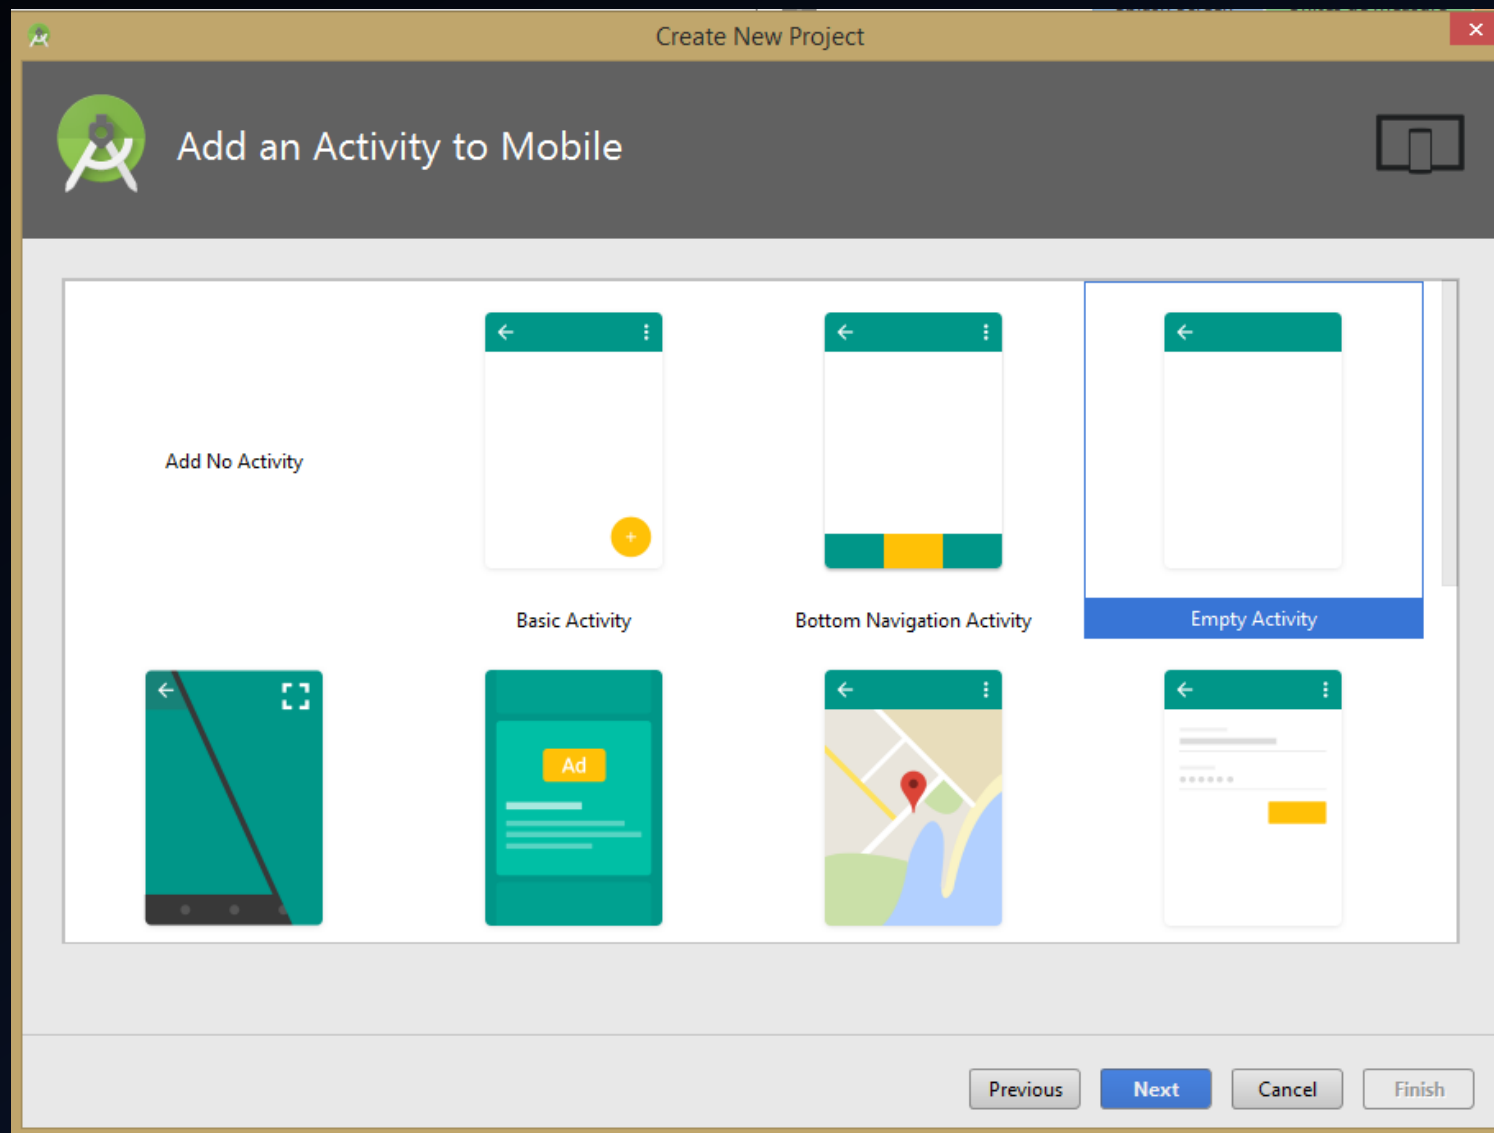 Create New Project
Add an Activity to Mobile
Add No Activity
Basic Activity
Bottom Navigation Activity
Empty Activity
Ad
Previous
Next
Cancel
Finish